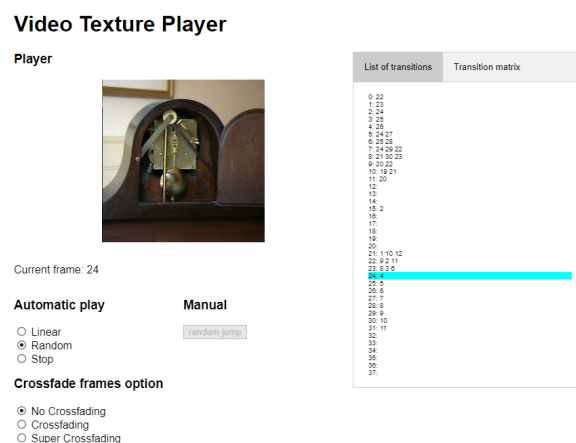 Video Texture Player
Player
Current frame: 24
Automatic play
Linear
Random
Stop
Manual
random jump
Crossfade frames option
No Crossfading
Crossfading
Super Crossfading
List of transitions
Transition matrix
0: 22
1: 23
2: 24
3: 25
4: 26
5: 24 27
6: 25 28
7: 24 29 22
8: 21 30 23
9: 20 22
10: 19 21
11: 20
12:
13:
14:
15: 2
16:
17:
18:
19:
20:
21: 1 10 12
22: 9 2 11
23: 8 3 6
24: 4
25: 5
26: 6
27: 7
28: 8
29: 9
30: 10
31: 11
32:
33:
34:
35:
36:
37: